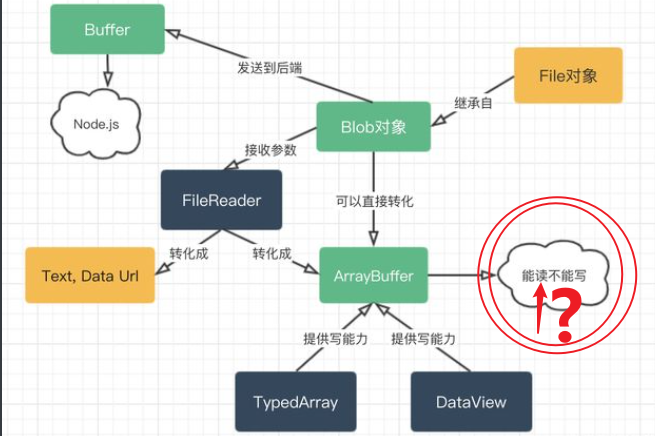 Buffer
发送到后端
File对象
继承自
Node.js
Blob对象
接收参数
FileReader
可以直接转化
转化成
转化成
Text, Data Url
ArrayBuffer
能读不能写
?
提供写能力
提供写能力
TypedArray
DataView